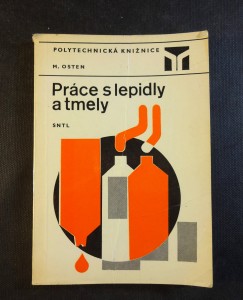 POLYTECHNICKÁ KNIŽNICE
M. OSTEN
Práce s lepidly
a tmely
SNTL